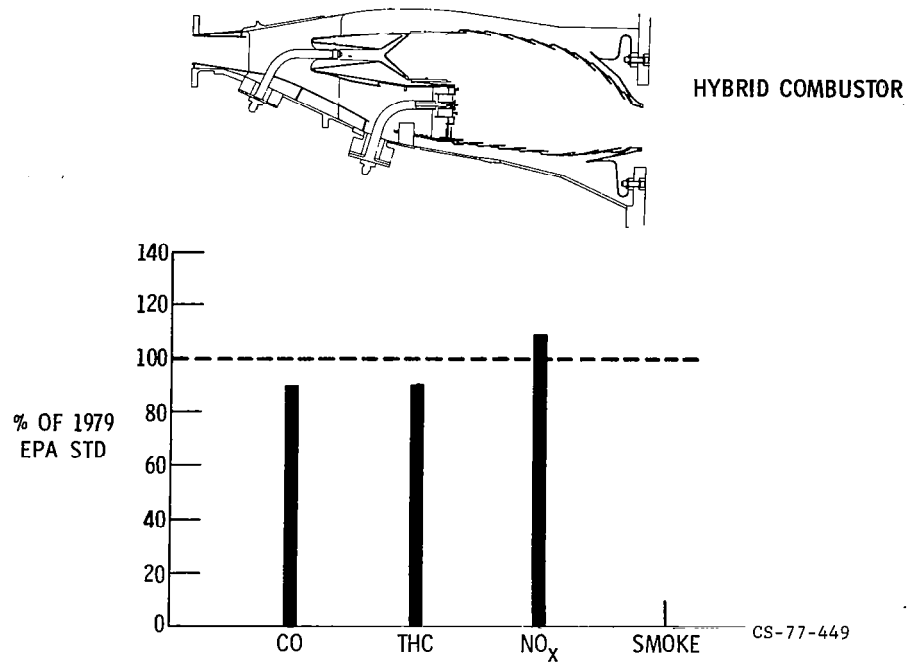 HYBRID COMBUSTOR
140
120
100
80
60
40
20
0
% OF 1979
EPA STD
CO THC NOX SMOKE
CS-77-449